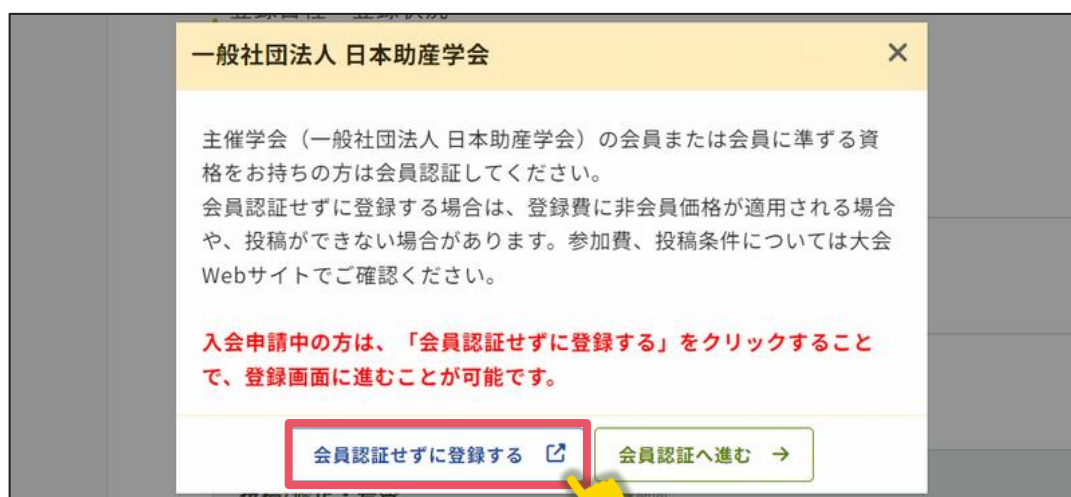 一般社団法人 日本助産学会
主催学会（一般社団法人 日本助産学会）の会員または会員に準ずる資
格をお持ちの方は会員認証してください。
会員認証せずに登録する場合は、登録費に非会員価格が適用される場合
や、投稿ができない場合があります。参加費、投稿条件については大会
Webサイトでご確認ください。
入会申請中の方は、「会員認証せずに登録する」をクリックすること
で、登録画面に進むことが可能です。
会員認証せずに登録する
会員認証へ進む →